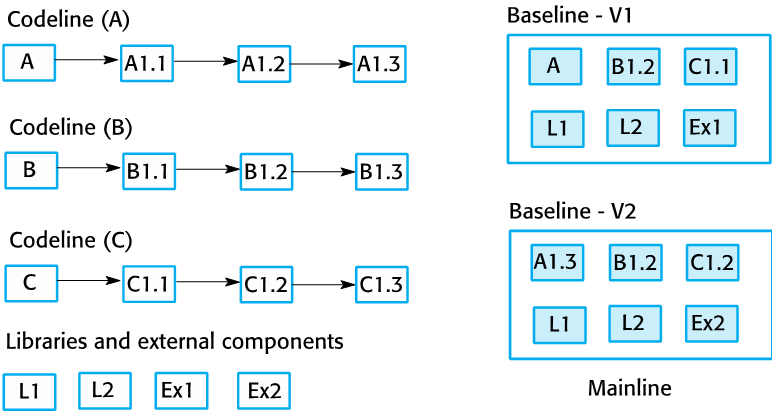 Codeline (A)
A A1.1 A1.2 A1.3
Codeline (B)
B B1.1 B1.2 B1.3
Codeline (C)
C C1.1 C1.2 C1.3
Libraries and external components
L1 L2 Ex1 Ex2
Baseline - V1
A B1.2 C1.1
L1 L2 Ex1
Baseline - V2
A1.3 B1.2 C1.2
L1 L2 Ex2
Mainline